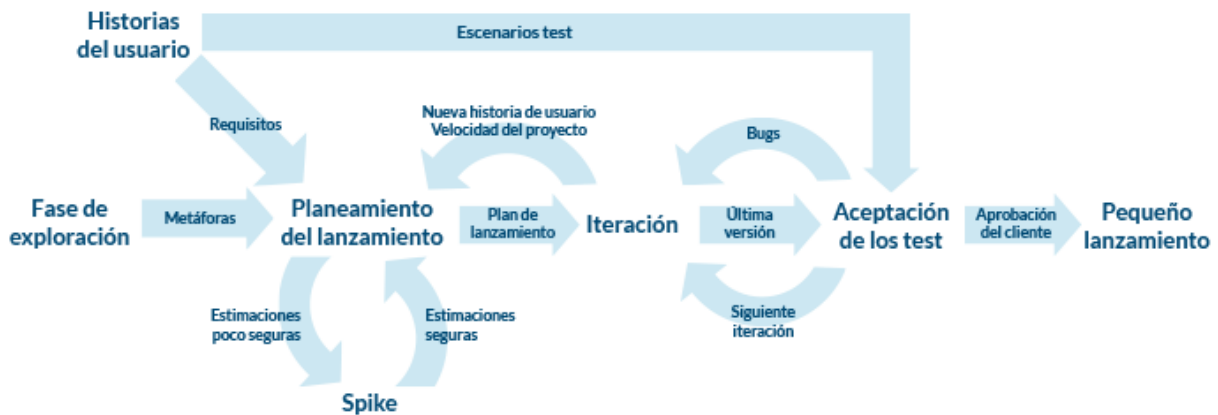 Historias
del usuario
Escenarios test
Requisitos
Nueva historia de usuario
Velocidad del proyecto
Bugs
Fase de
exploración
Metáforas
Planeamiento
del lanzamiento
Plan de
lanzamiento
Iteración
Última
versión
Aceptación
de los test
Aprobación
del cliente
Pequeño
lanzamiento
Estimaciones
poco seguras
Estimaciones
seguras
Siguiente
iteración
Spike